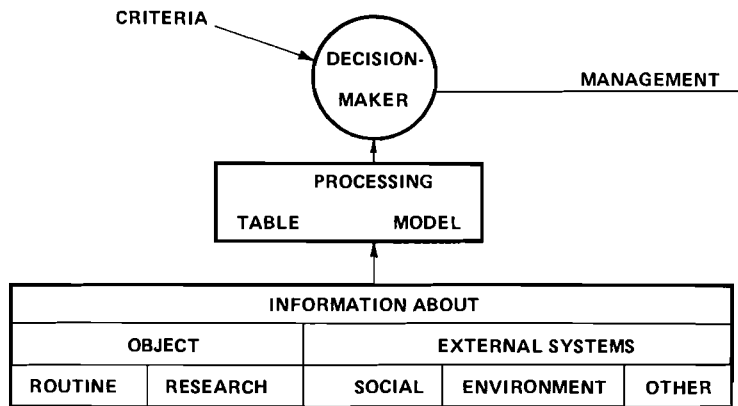 CRITERIA
DECISION-
MAKER
MANAGEMENT
PROCESSING
TABLE MODEL
INFORMATION ABOUT
OBJECT EXTERNAL SYSTEMS
ROUTINE RESEARCH SOCIAL ENVIRONMENT OTHER